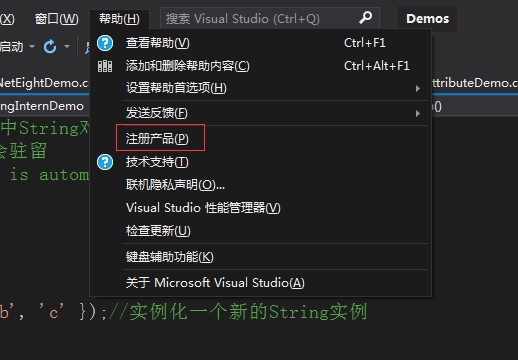 (X) 窗口(W) 帮助(H) 搜索 Visual Studio (Ctrl+Q) Demos
启动
查看帮助(V) Ctrl+F1
添加和删除帮助内容(C) Ctrl+Alt+F1
NetEightDemo.c ttributeDemo.c
设置帮助首选项(H)
ngInternDemo ()
发送反馈(F)
中String对
注册产品(P)
会驻留
技术支持(T)
is autom
联机隐私声明(O)...
Visual Studio 性能管理器(V)
检查更新(U)
键盘辅助功能(K)
关于 Microsoft Visual Studio(A)
b', 'c' });//实例化一个新的String实例